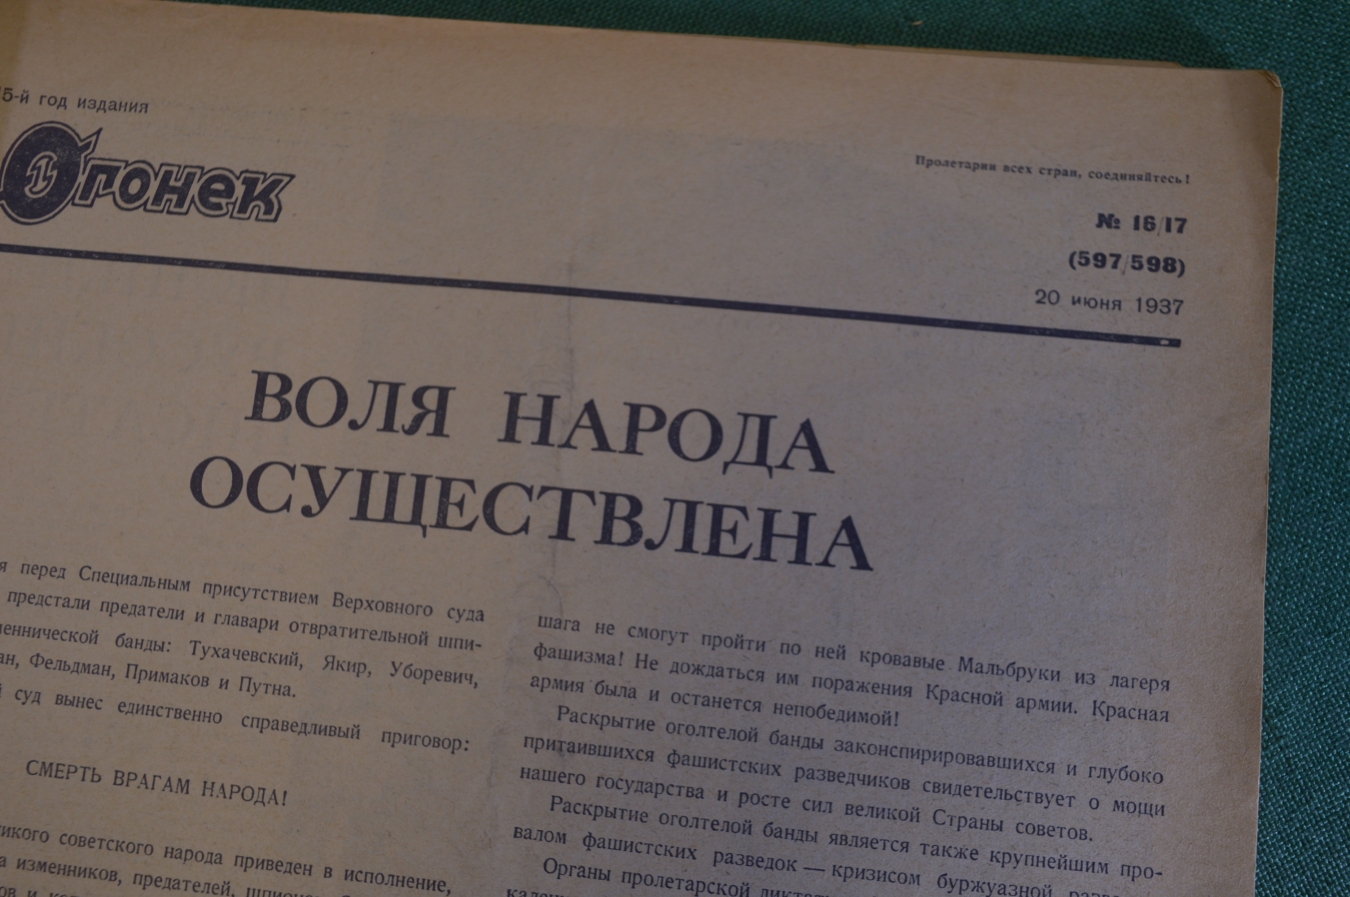 5-й год издания
Огонек
Пролетарии всех стран, соединяйтесь!
№ 16/17
(597/598)
20 июня 1937
ВОЛЯ НАРОДА
ОСУЩЕСТВЛЕНА
я перед Специальным присутствием Верховного суда
предстали предатели и главари отвратительной шпи-
еннической банды: Тухачевский, Якир, Уборевич,
ан, Фельдман, Примаков и Путна.
й суд вынес единственно справедливый приговор:
СМЕРТЬ ВРАГАМ НАРОДА!
икого советского народа приведен в исполнение,
а изменников, предателей,
ов и
шага не смогут пройти по ней кровавые Мальбруки из лагеря
фашизма! Не дождаться им поражения Красной армии. Красная
армия была и останется непобедимой!
Раскрытие оголтелой банды законспирировавшихся и глубоко
притаившихся фашистских разведчиков свидетельствует о мощи
нашего государства и росте сил великой Страны советов.
Раскрытие оголтелой банды является также крупнейшим про-
валом фашистских разведок — кризисом буржуазной
Органы пролетарской